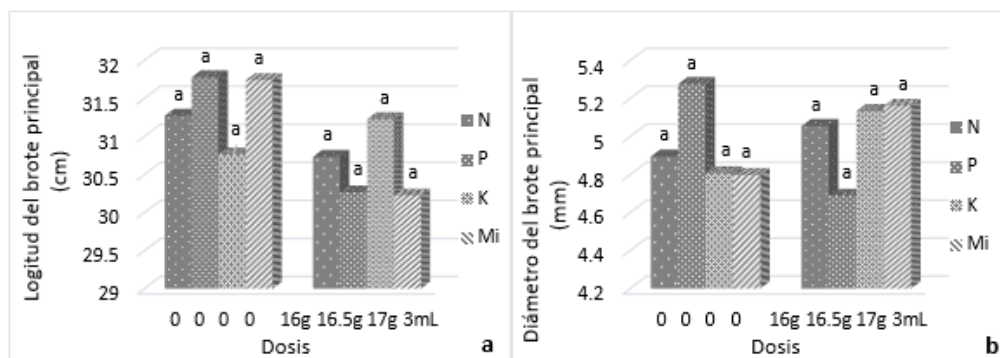 Logitud del brote principal
(cm)
32
31.5
31
30.5
30
29.5
29
a a a a a a a a
0 0 0 0 16g 16.5g 17g 3mL
Dosis
N
P
K
Mi
a
Diámetro del brote principal
(mm)
5.4
5.2
5
4.8
4.6
4.4
4.2
a a a a a a a a
0 0 0 0 16g 16.5g 17g 3mL
Dosis
N
P
K
Mi
b